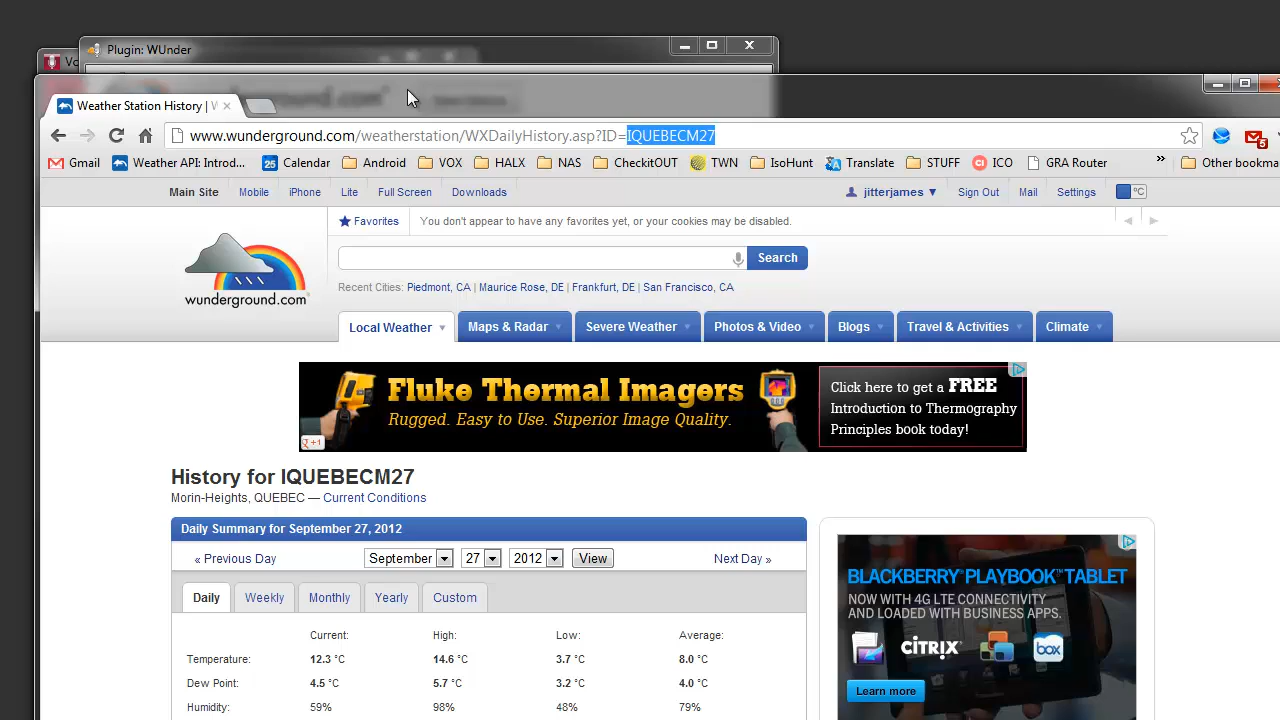 Plugin: WUnder
Vo
Weather Station History | W
www.wunderground.com/weatherstation/WXDailyHistory.asp?ID=IQUEBECM27
5
Gmail Weather API: Introd... 25 Calendar Android VOX HALX NAS CheckitOUT TWN IsoHunt Translate STUFF CI ICO GRA Router » Other bookma
Main Site Mobile iPhone Lite Full Screen Downloads jitterjames ▼ Sign Out Mail Settings °C
Favorites You don't appear to have any favorites yet, or your cookies may be disabled.
Search
wunderground.com®
Recent Cities: Piedmont, CA | Maurice Rose, DE | Frankfurt, DE | San Francisco, CA
Local Weather Maps & Radar Severe Weather Photos & Video Blogs Travel & Activities Climate
Fluke Thermal Imagers
Rugged. Easy to Use. Superior Image Quality.
Click here to get a FREE
Introduction to Thermography
Principles book today!
g +1
History for IQUEBECM27
Morin-Heights, QUEBEC — Current Conditions
Daily Summary for September 27, 2012
« Previous Day September 27 2012 View Next Day »
Daily Weekly Monthly Yearly Custom
Current: High: Low: Average:
Temperature: 12.3 °C 14.6 °C 3.7 °C 8.0 °C
Dew Point: 4.5 °C 5.7 °C 3.2 °C 4.0 °C
Humidity: 59% 98% 48% 79%
BLACKBERRY® PLAYBOOK™ TABLET
NOW WITH 4G LTE CONNECTIVITY
AND LOADED WITH BUSINESS APPS.
CITRIX box
Learn more